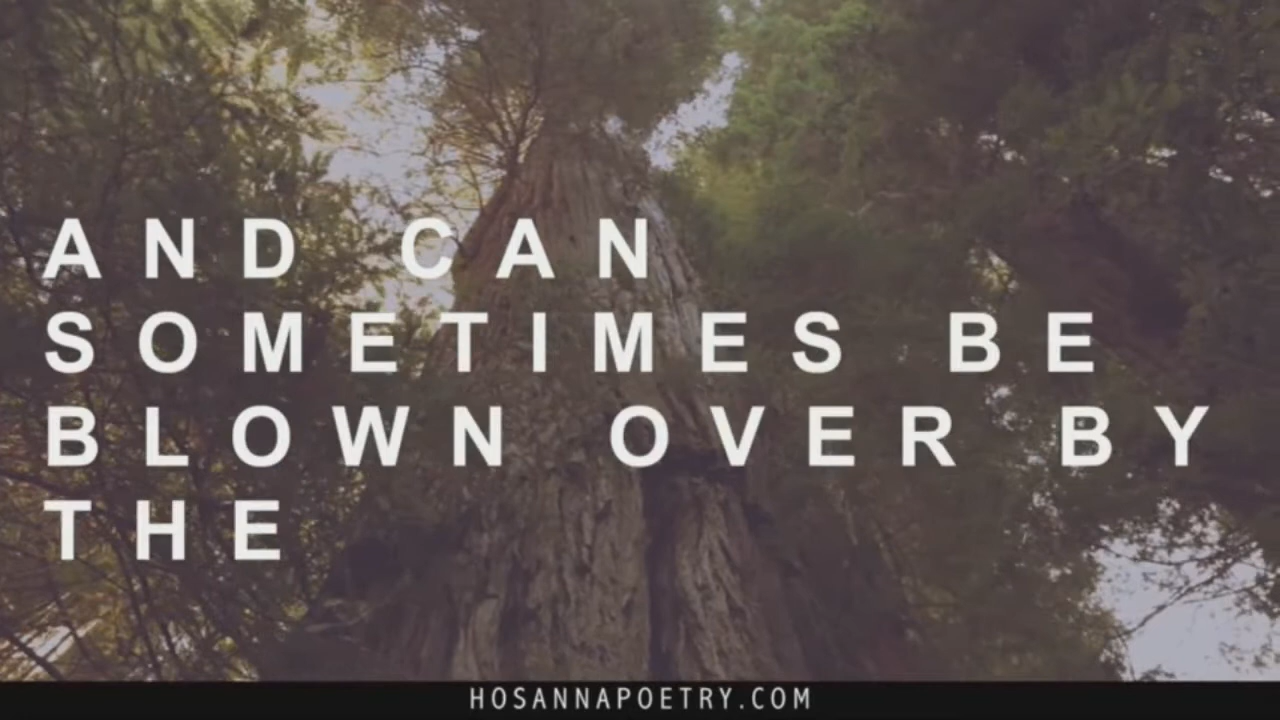 AND CAN
SOMETIMES BE
BLOWN OVER BY
THE
HOSANNAPOETRY.COM